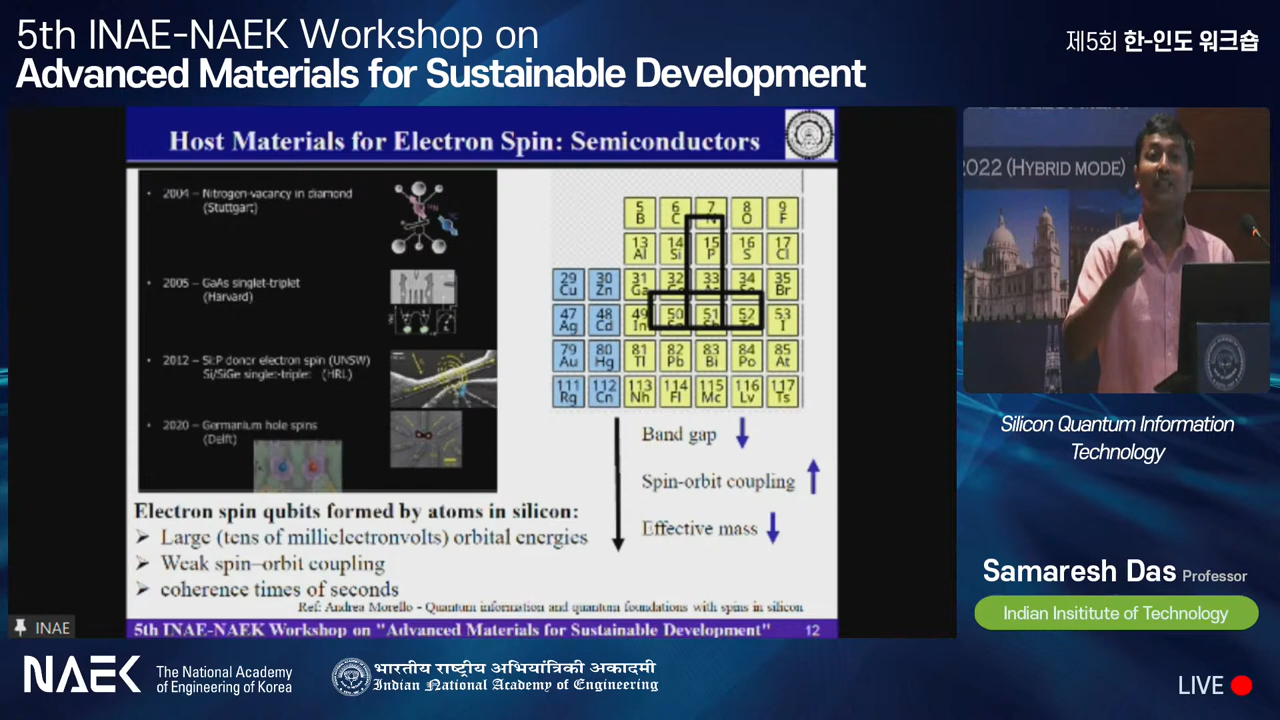 5th INAE-NAEK Workshop on
Advanced Materials for Sustainable Development
제5회 한-인도 워크숍
Host Materials for Electron Spin: Semiconductors
• 2004 – Nitrogen-vacancy in diamond
(Stuttgart)
• 2005 – GaAs singlet-triplet
(Harvard)
• 2012 – Si:P donor electron spin (UNSW)
Si/SiGe singlet-triplet (HRL)
• 2020 – Germanium hole spins
(Delft)
5 6 7 8 9
B C N O F
13 14 15 16 17
Al Si P S Cl
29 30 31 32 33 34 35
Cu Zn Ga Br
47 48 49 50 51 52 53
Ag Cd In I
79 80 81 82 83 84 85
Au Hg Tl Pb Bi Po At
111 112 113 114 115 116 117
Rg Cn Nh Fl Mc Lv Ts
Band gap
Spin-orbit coupling
Effective mass
Electron spin qubits formed by atoms in silicon:
➢ Large (tens of millielectronvolts) orbital energies
➢ Weak spin–orbit coupling
➢ coherence times of seconds
Ref: Andrea Morello - Quantum information and quantum foundations with spins in silicon
5th INAE-NAEK Workshop on "Advanced Materials for Sustainable Development" 12
INAE
2022 (HYBRID MODE)
Silicon Quantum Information
Technology
Samaresh Das Professor
Indian Insititute of Technology
NAEK The National Academy
of Engineering of Korea
भारतीय राष्ट्रीय अभियांत्रिकी अकादमी
Indian National Academy of Engineering
LIVE